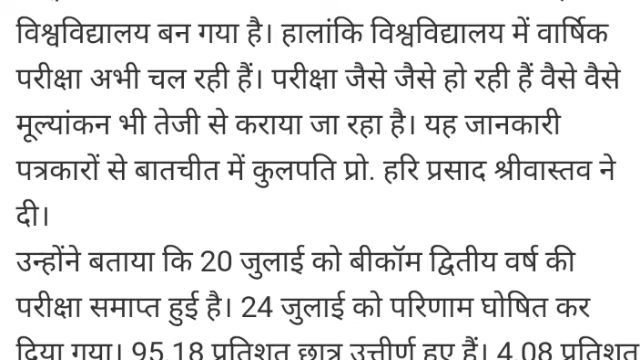 विश्वविद्यालय बन गया है। हालांकि विश्वविद्यालय में वार्षिक
परीक्षा अभी चल रही हैं। परीक्षा जैसे जैसे हो रही हैं वैसे वैसे
मूल्यांकन भी तेजी से कराया जा रहा है। यह जानकारी
पत्रकारों से बातचीत में कुलपति प्रो. हरि प्रसाद श्रीवास्तव ने
दी।
उन्होंने बताया कि 20 जुलाई को बीकॉम द्वितीय वर्ष की
परीक्षा समाप्त हुई है। 24 जुलाई को परिणाम घोषित कर
दिया गया। 95.18 प्रतिशत छात्र उत्तीर्ण हुए हैं। 4.08 प्रतिशत